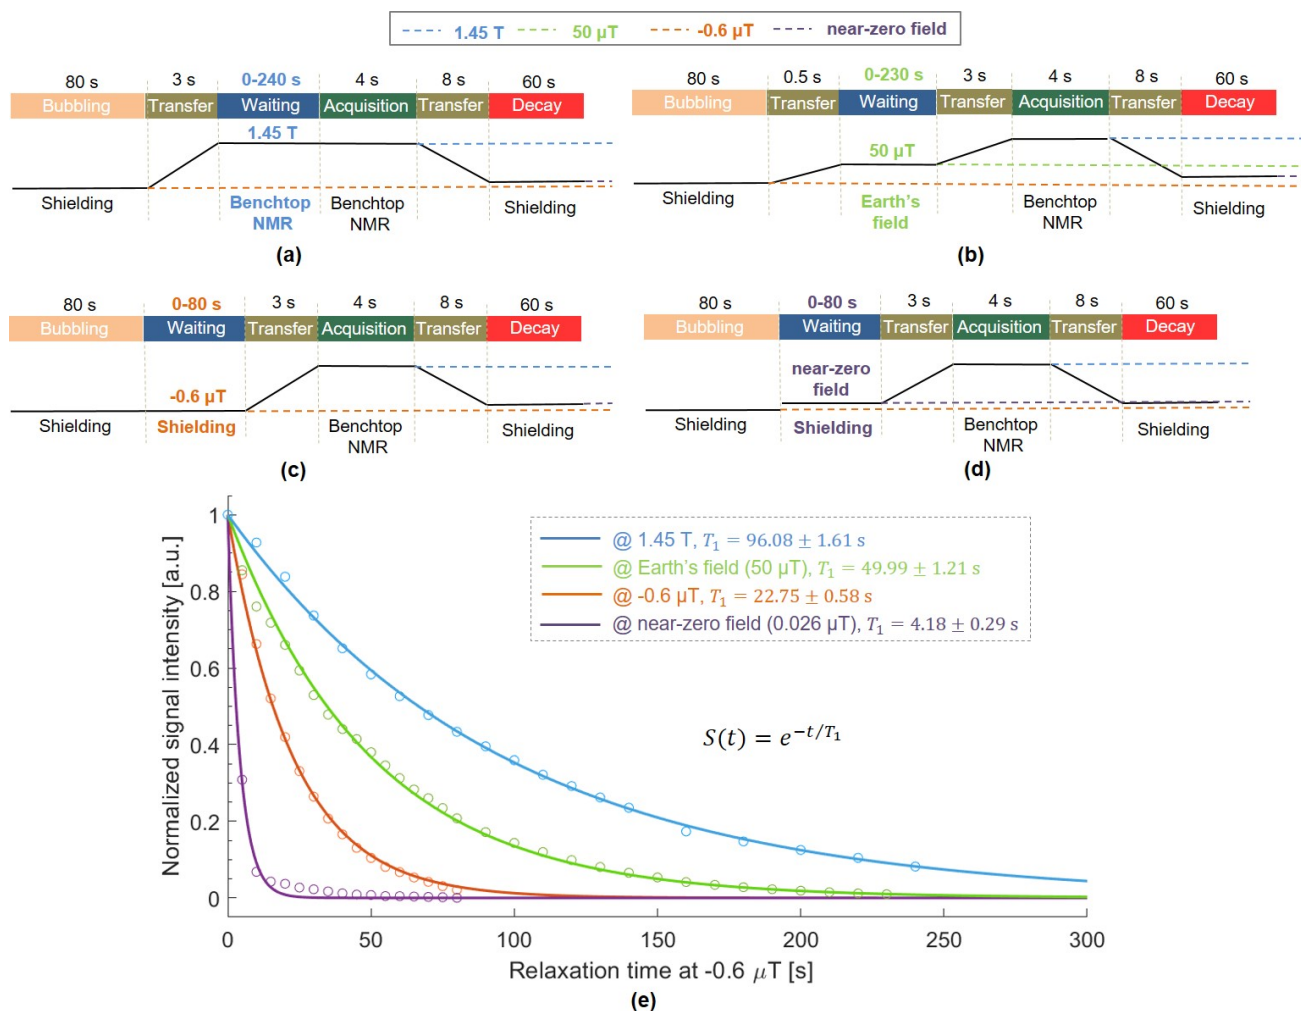 1.45 T 50 µT -0.6 µT near-zero field
80 s 3 s 0-240 s 4 s 8 s 60 s
Bubbling Transfer Waiting Acquisition Transfer Decay
1.45 T
Shielding Benchtop NMR Benchtop NMR Shielding
(a)
80 s 0.5 s 0-230 s 3 s 4 s 8 s 60 s
Bubbling Transfer Waiting Transfer Acquisition Transfer Decay
50 µT
Shielding Earth's field Benchtop NMR Shielding
(b)
80 s 0-80 s 3 s 4 s 8 s 60 s
Bubbling Waiting Transfer Acquisition Transfer Decay
-0.6 µT
Shielding Shielding Benchtop NMR Shielding
(c)
80 s 0-80 s 3 s 4 s 8 s 60 s
Bubbling Waiting Transfer Acquisition Transfer Decay
near-zero field
Shielding Shielding Benchtop NMR Shielding
(d)
Normalized signal intensity [a.u.]
1
0.8
0.6
0.4
0.2
0
@ 1.45 T, T₁ = 96.08 ± 1.61 s
@ Earth's field (50 µT), T₁ = 49.99 ± 1.21 s
@ -0.6 µT, T₁ = 22.75 ± 0.58 s
@ near-zero field (0.026 µT), T₁ = 4.18 ± 0.29 s
S(t) = e^{-t/T₁}
0 50 100 150 200 250 300
Relaxation time at -0.6 µT [s]
(e)